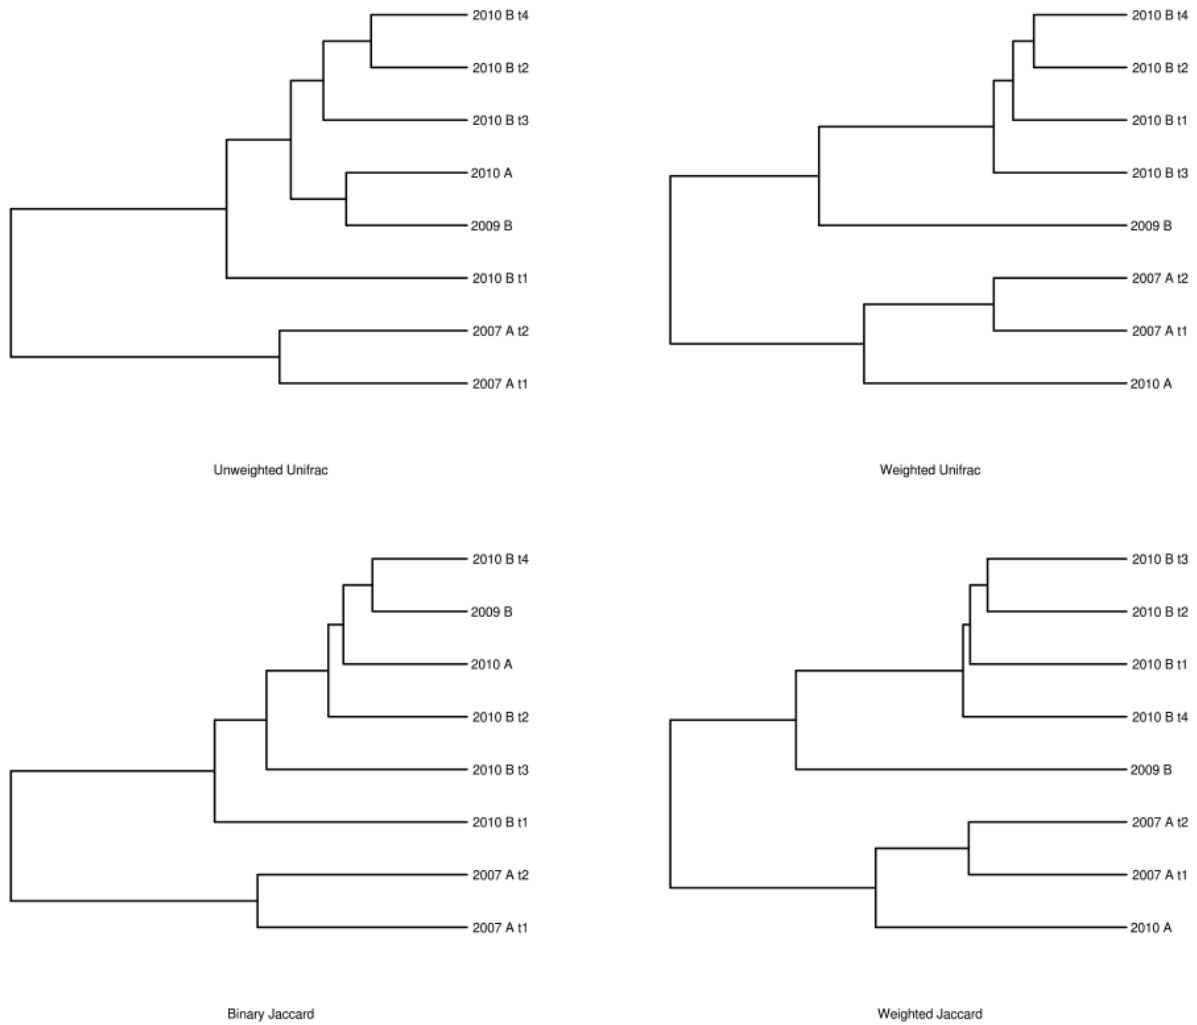 2010 B t4
2010 B t2
2010 B t3
2010 A
2009 B
2010 B t1
2007 A t2
2007 A t1
Unweighted Unifrac
2010 B t4
2010 B t2
2010 B t1
2010 B t3
2009 B
2007 A t2
2007 A t1
2010 A
Weighted Unifrac
2010 B t4
2009 B
2010 A
2010 B t2
2010 B t3
2010 B t1
2007 A t2
2007 A t1
Binary Jaccard
2010 B t3
2010 B t2
2010 B t1
2010 B t4
2009 B
2007 A t2
2007 A t1
2010 A
Weighted Jaccard